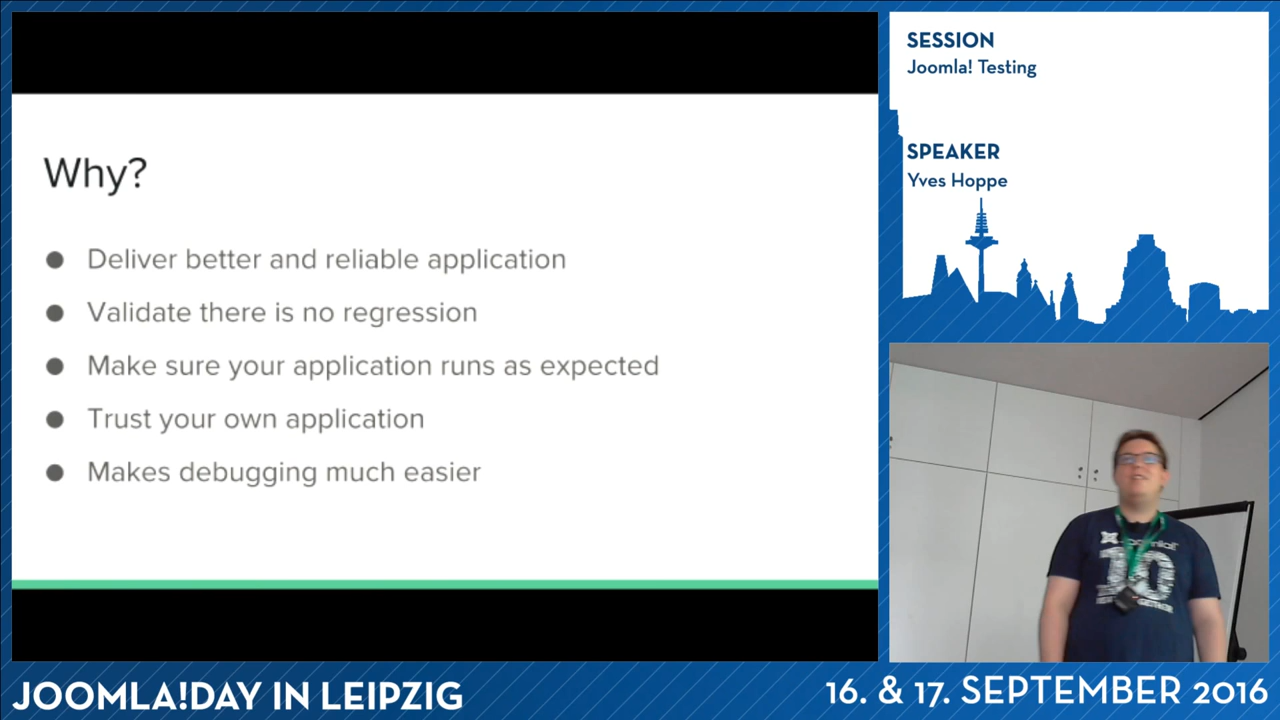 Why?
● Deliver better and reliable application
● Validate there is no regression
● Make sure your application runs as expected
● Trust your own application
● Makes debugging much easier
SESSION
Joomla! Testing
SPEAKER
Yves Hoppe
10
JOOMLA!DAY IN LEIPZIG
16. & 17. SEPTEMBER 2016